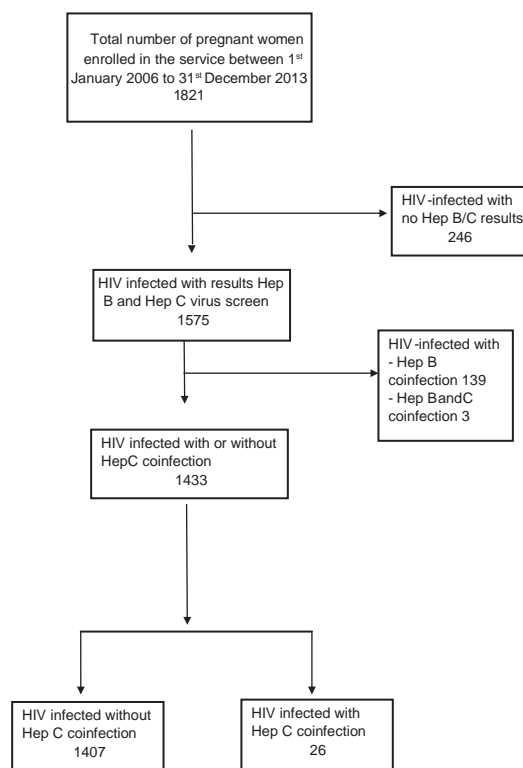 Total number of pregnant women
enrolled in the service between 1st
January 2006 to 31st December 2013
1821
HIV-infected with
no Hep B/C results
246
HIV infected with results Hep
B and Hep C virus screen
1575
HIV-infected with
- Hep B
coinfection 139
- Hep BandC
coinfection 3
HIV infected with or without
HepC coinfection
1433
HIV infected without
Hep C coinfection
1407
HIV infected with
Hep C coinfection
26